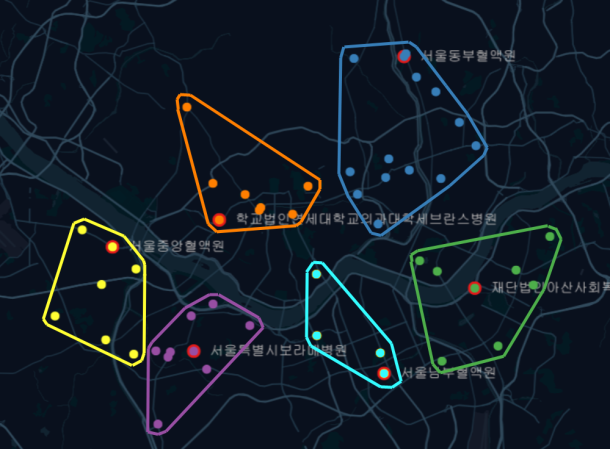 서울동부혈액원
학교법인연세대학교의과대학세브란스병원
서울중앙혈액원
재단법인아산사회
서울특별시보라매병원
서울남부혈액원